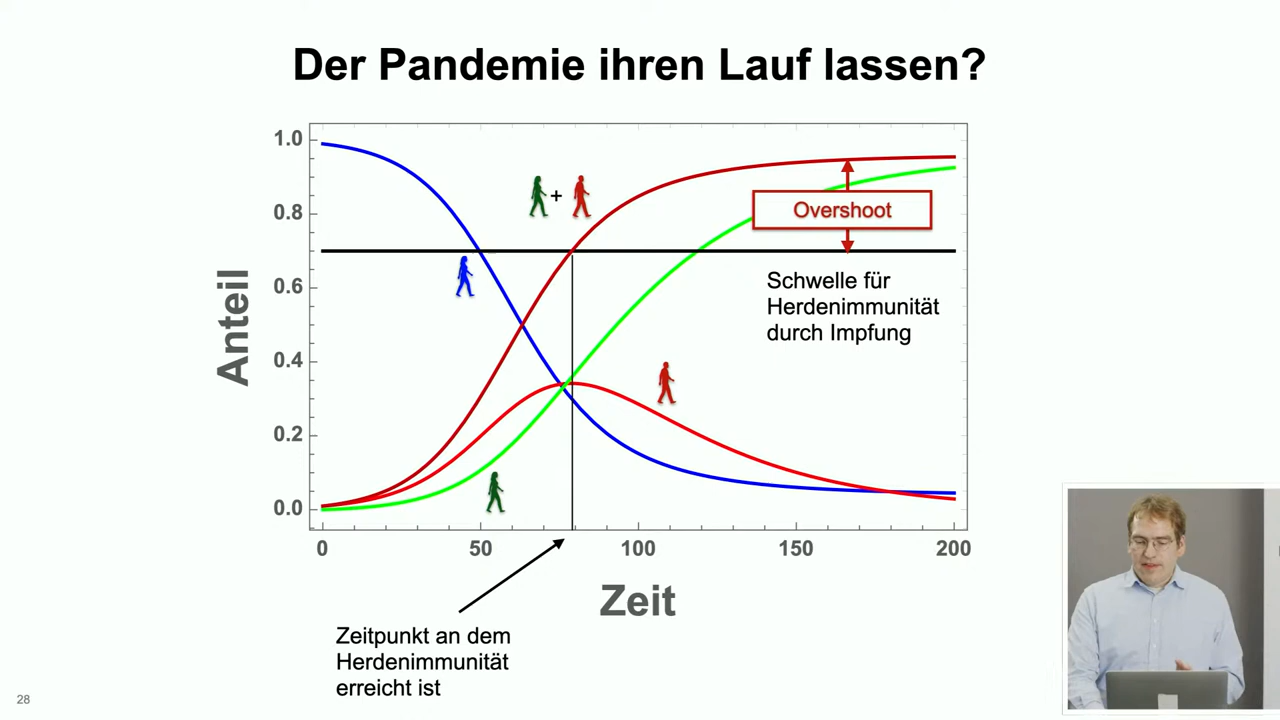 Der Pandemie ihren Lauf lassen?
1.0
0.8
0.6
0.4
0.2
0.0
Anteil
+
Overshoot
Schwelle für
Herdenimmunität
durch Impfung
0 50 100 150 200
Zeit
Zeitpunkt an dem
Herdenimmunität
erreicht ist
28